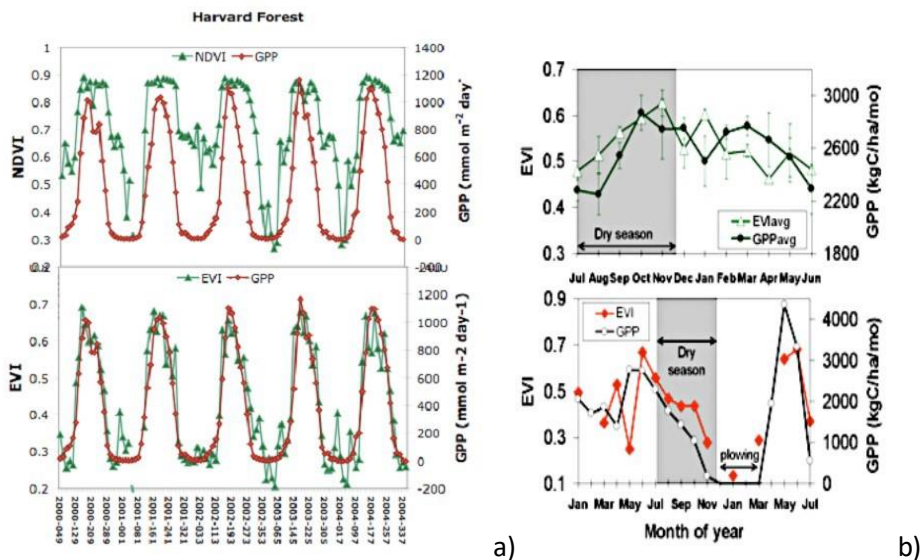 Harvard Forest
1400
1
NDVI GPP
1200
0.9
1000
0.8
800
0.7
600
0.6
400
0.5
200
0.4
0
0.3
0.2
NDVI
GPP (mmol m-2 day-
EVI GPP
1200
0.7
1000
0.6
800
600
0.5
400
0.4
200
0.3
0
0.2
-200
EVI
GPP (mmol m-2 day-1)
2000-049
2000-129
2000-209
2000-289
2001-001
2001-081
2001-161
2001-241
2002-033
2002-113
2002-193
2002-273
2003-065
2003-145
2003-225
2003-305
2004-017
2004-097
2004-177
2004-257
2004-337
a)
0.7
3000
0.6
2600
0.5
2200
0.4
0.3
1800
EVI
GPP (kgC/ha/mo)
Dry season
EVIavg
GPPavg
Jul Aug Sep Oct Nov Dec Jan Feb Mar Apr May Jun
0.9
EVI
GPP
4000
0.7
3000
Dry
season
0.5
2000
0.3
1000
plowing
0.1
0
EVI
GPP (kgC/ha/mo)
Jan Mar May Jul Sep Nov Jan Mar May Jul
Month of year
b)